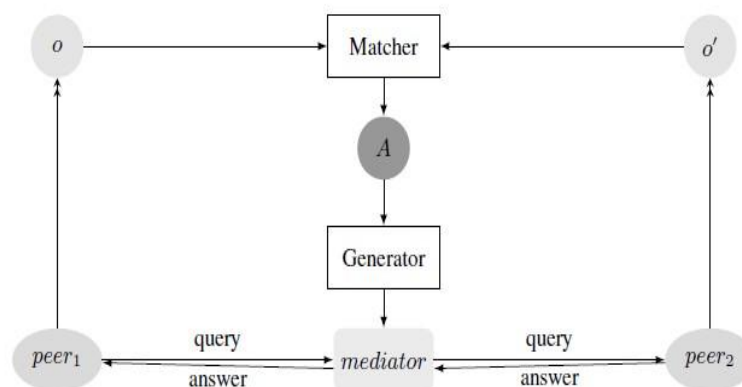 o Matcher o′
A
Generator
query query
peer₁ mediator peer₂
answer answer